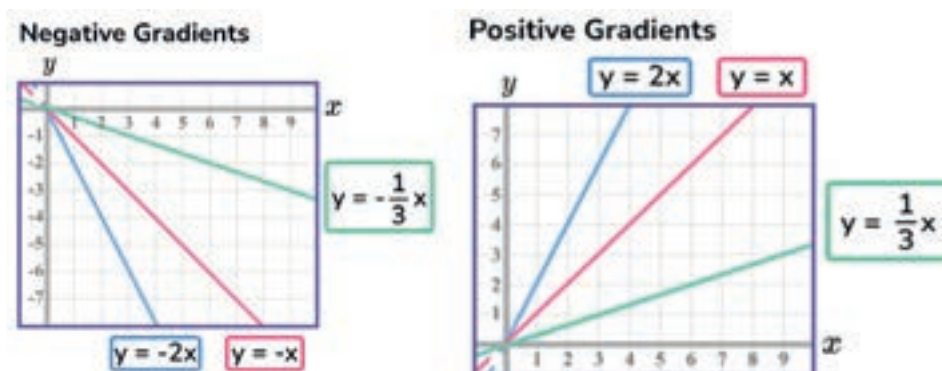 Negative Gradients
y
x
1 2 3 4 5 6 7 8 9
-1
-2
-3
-4
-5
-6
-7
y = -1/3 x
y = -2x
y = -x
Positive Gradients
y = 2x
y = x
y
7
6
5
4
3
2
1
1 2 3 4 5 6 7 8 9
x
y = 1/3 x